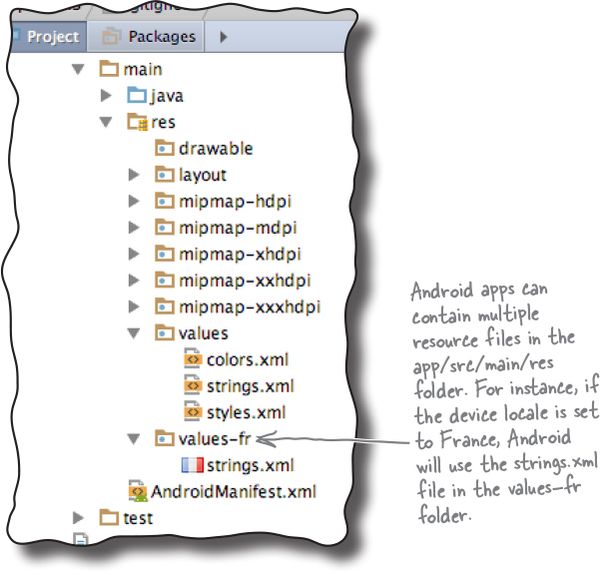 Project
Packages
main
java
res
drawable
layout
mipmap-hdpi
mipmap-mdpi
mipmap-xhdpi
mipmap-xxhdpi
mipmap-xxxhdpi
values
colors.xml
strings.xml
styles.xml
values-fr
strings.xml
AndroidManifest.xml
test
Android apps can
contain multiple
resource files in the
app/src/main/res
folder. For instance, if
the device locale is set
to France, Android
will use the strings.xml
file in the values-fr
folder.